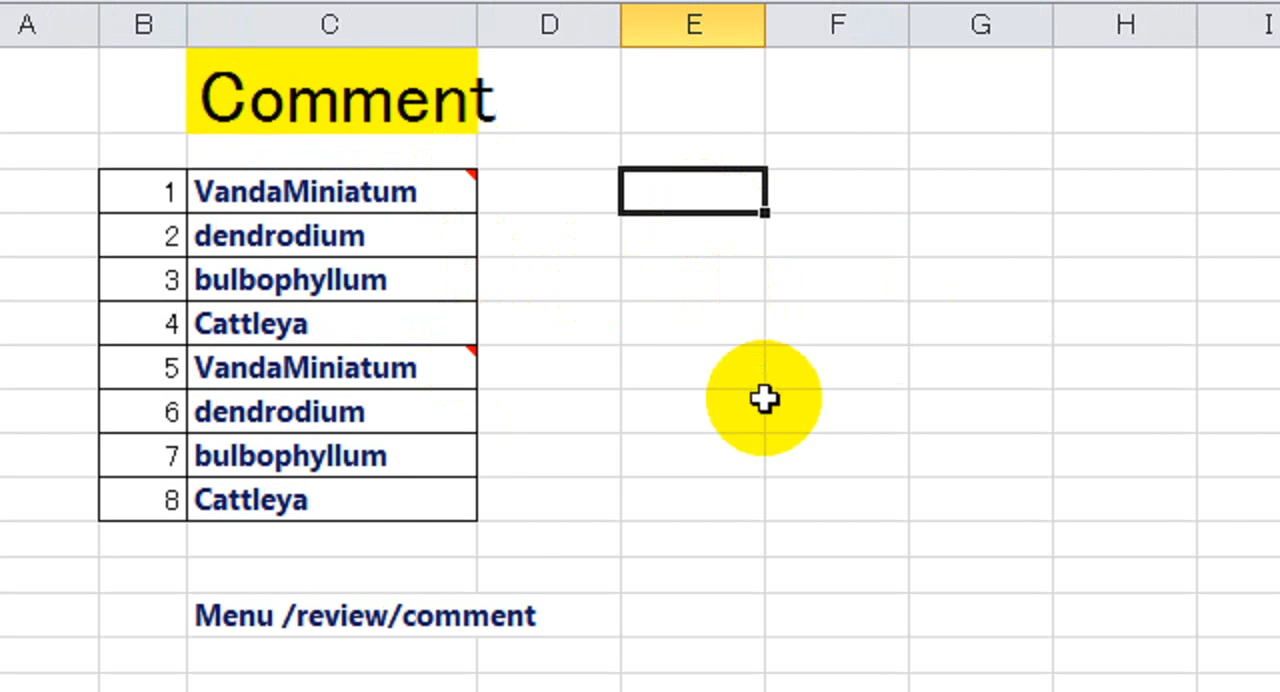 A B C D E F G H I
Comment
1 VandaMiniatum
2 dendrodium
3 bulbophyllum
4 Cattleya
5 VandaMiniatum
6 dendrodium
7 bulbophyllum
8 Cattleya
Menu /review/comment